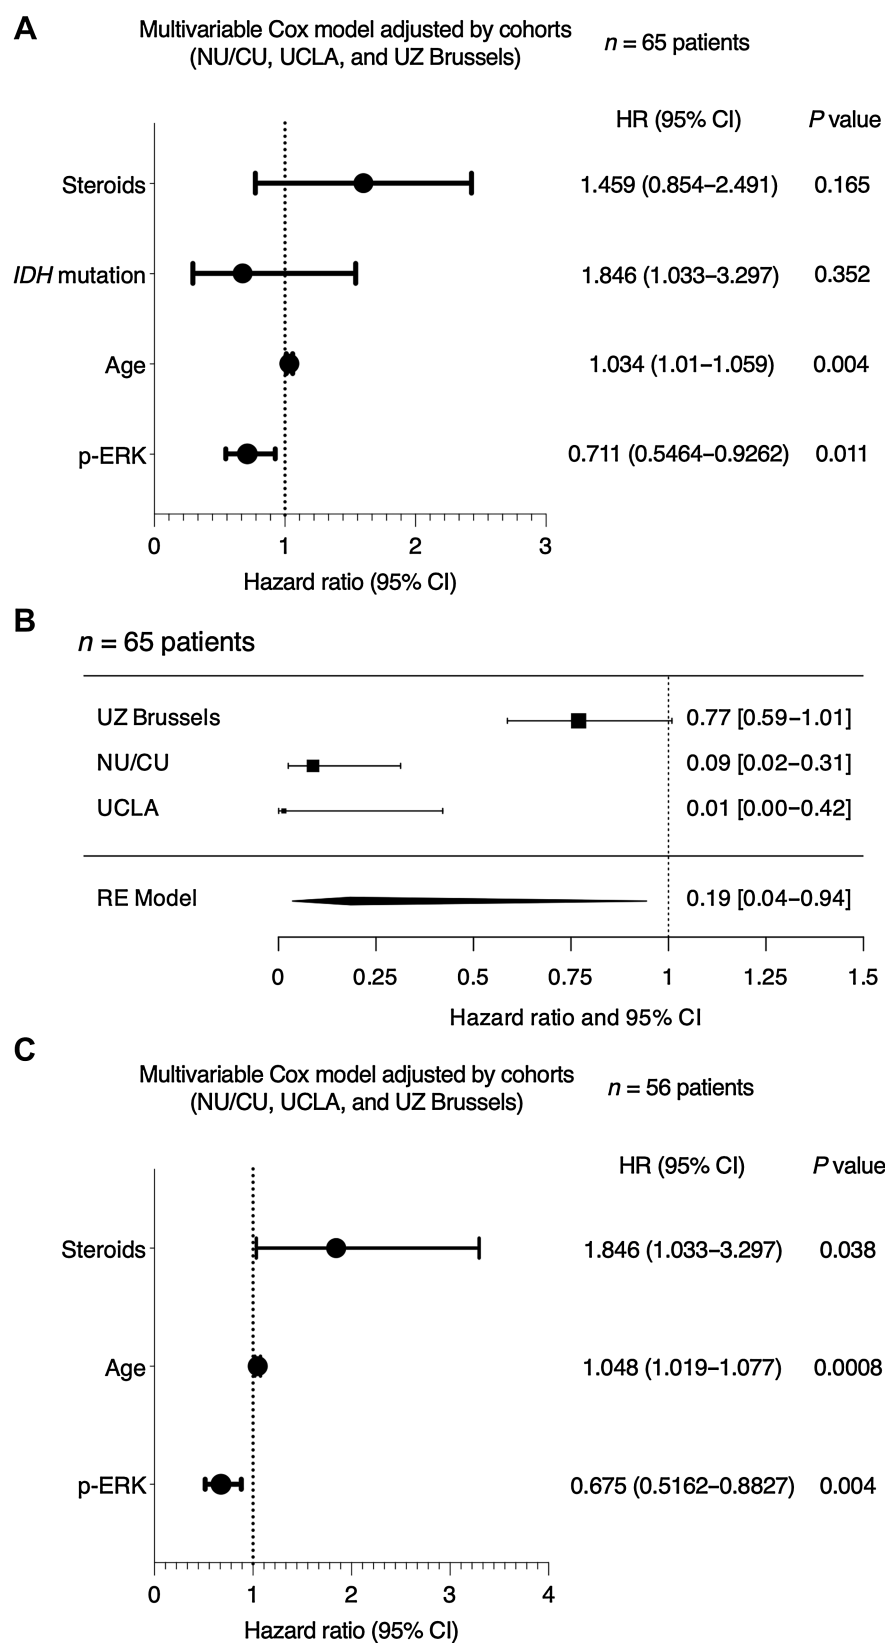 A
Multivariable Cox model adjusted by cohorts
(NU/CU, UCLA, and UZ Brussels)
n = 65 patients
HR (95% CI) P value
Steroids 1.459 (0.854–2.491) 0.165
IDH mutation 1.846 (1.033–3.297) 0.352
Age 1.034 (1.01–1.059) 0.004
p-ERK 0.711 (0.5464–0.9262) 0.011
0 1 2 3
Hazard ratio (95% CI)
B
n = 65 patients
UZ Brussels 0.77 [0.59–1.01]
NU/CU 0.09 [0.02–0.31]
UCLA 0.01 [0.00–0.42]
RE Model 0.19 [0.04–0.94]
0 0.25 0.5 0.75 1 1.25 1.5
Hazard ratio and 95% CI
C
Multivariable Cox model adjusted by cohorts
(NU/CU, UCLA, and UZ Brussels)
n = 56 patients
HR (95% CI) P value
Steroids 1.846 (1.033–3.297) 0.038
Age 1.048 (1.019–1.077) 0.0008
p-ERK 0.675 (0.5162–0.8827) 0.004
0 1 2 3 4
Hazard ratio (95% CI)